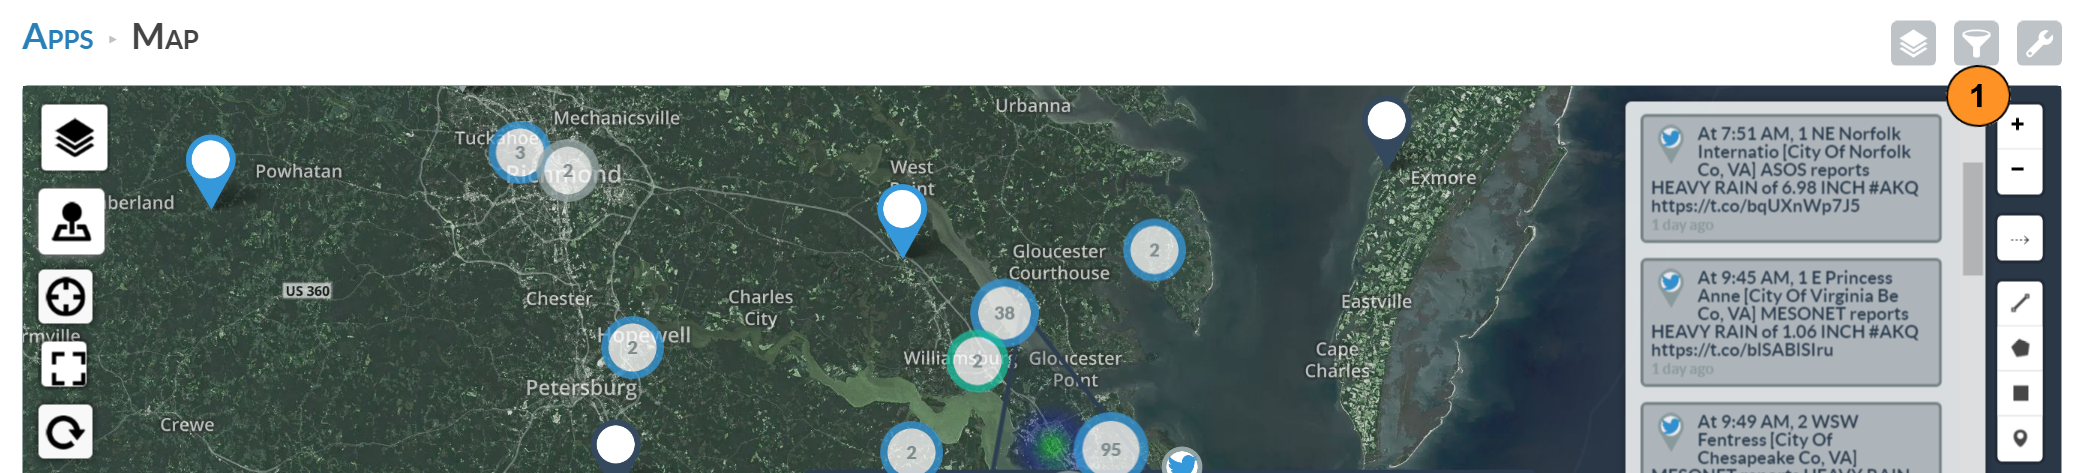 Apps ▸ Map
1
Mechanicsville
Urbanna
Tuckahoe
3
2
Richmond
Powhatan
berland
West
Point
Exmore
2
Gloucester
Courthouse
US 360
Chester
Charles
City
38
Eastville
rmville
Hopewell
2
Williamsburg
2
Gloucester
Point
Cape
Charles
Petersburg
Crewe
2
95
At 7:51 AM, 1 NE Norfolk
Internatio [City Of Norfolk
Co, VA] ASOS reports
HEAVY RAIN of 6.98 INCH #AKQ
https://t.co/bqUXnWp7J5
1 day ago
At 9:45 AM, 1 E Princess
Anne [City Of Virginia Be
Co, VA] MESONET reports
HEAVY RAIN of 1.06 INCH #AKQ
https://t.co/blSABlSIru
1 day ago
At 9:49 AM, 2 WSW
Fentress [City Of
Chesapeake Co, VA]
MESONET reports HEAVY RAIN
+
−